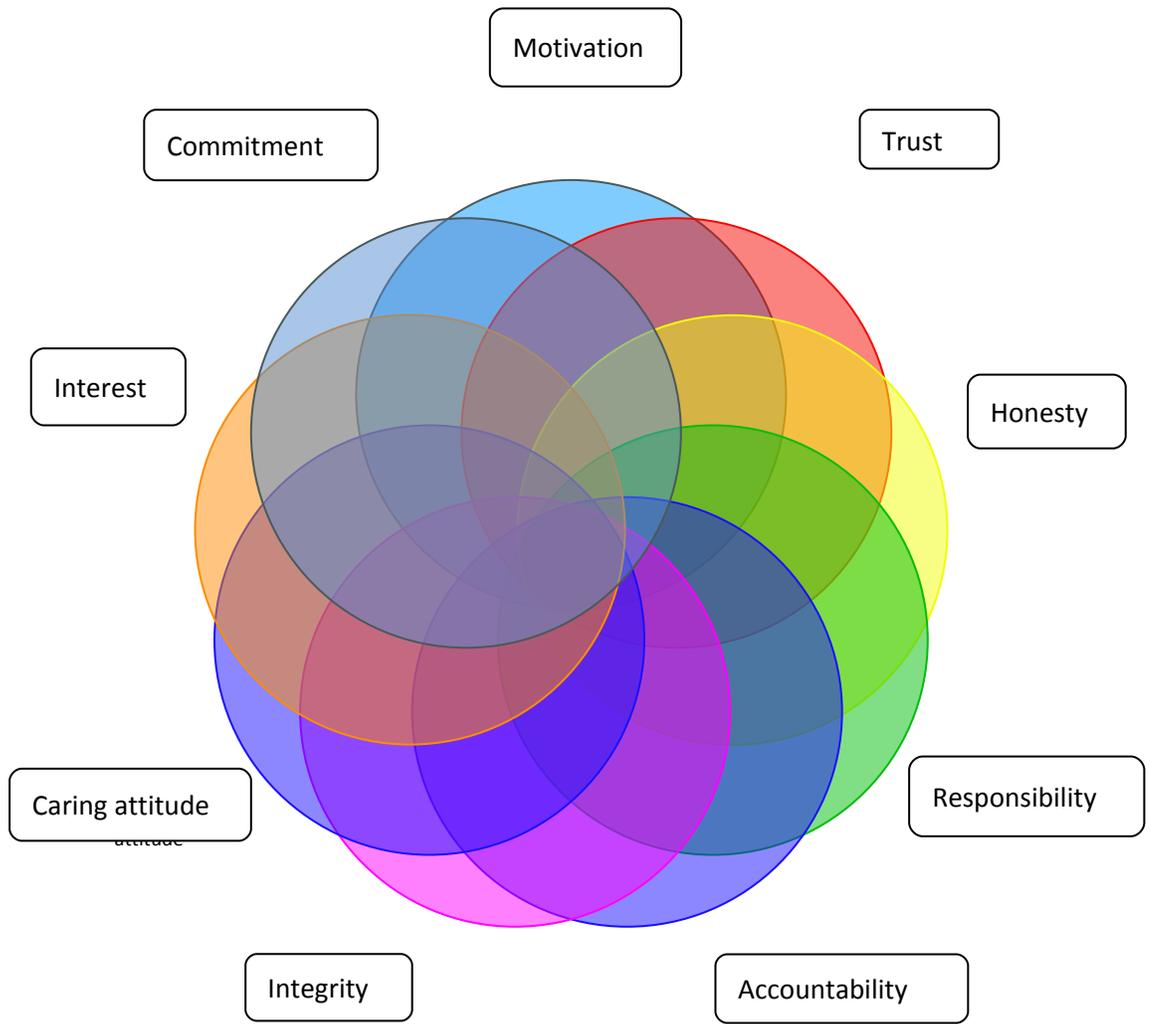 Motivation
Commitment
Trust
Interest
Honesty
Caring attitude
attitude
Responsibility
Integrity
Accountability